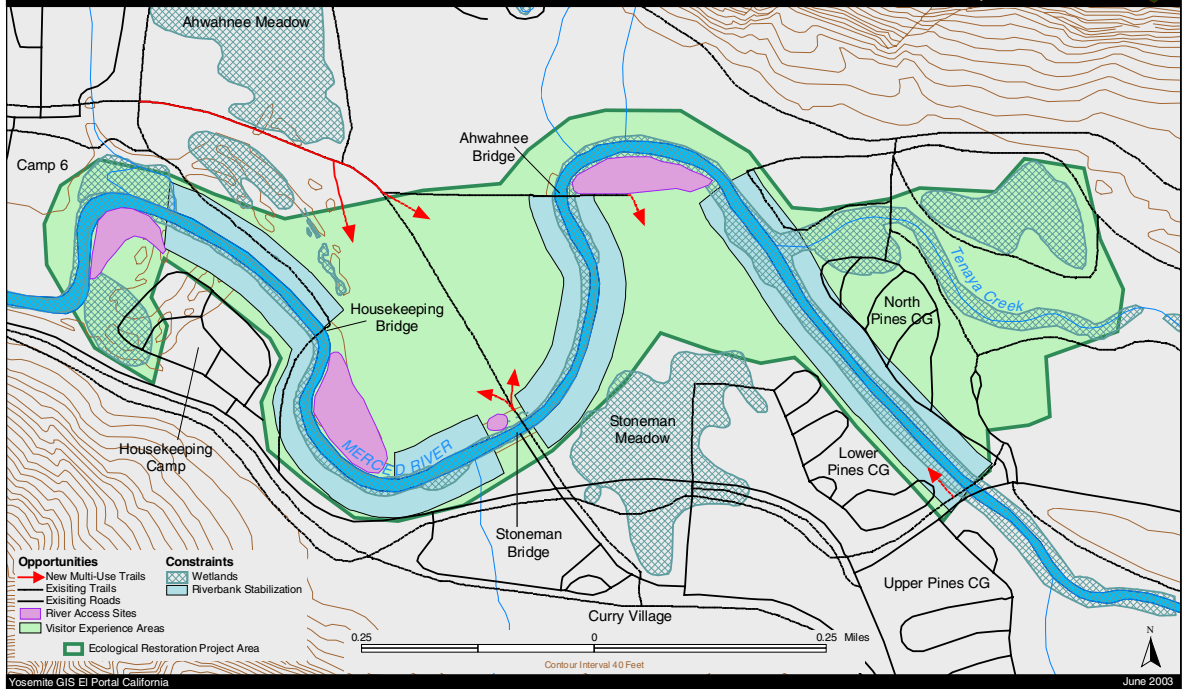 Ahwahnee Meadow
Camp 6
Ahwahnee
Bridge
Tenaya Creek
North
Pines CG
Housekeeping
Bridge
Stoneman
Meadow
MERCED RIVER
Housekeeping
Camp
Lower
Pines CG
Stoneman
Bridge
Upper Pines CG
Curry Village
Opportunities
New Multi-Use Trails
Exisiting Trails
Exisiting Roads
River Access Sites
Visitor Experience Areas
Ecological Restoration Project Area
Constraints
Wetlands
Riverbank Stabilization
0.25 0 0.25 Miles
Contour Interval 40 Feet
N
Yosemite GIS El Portal California
June 2003